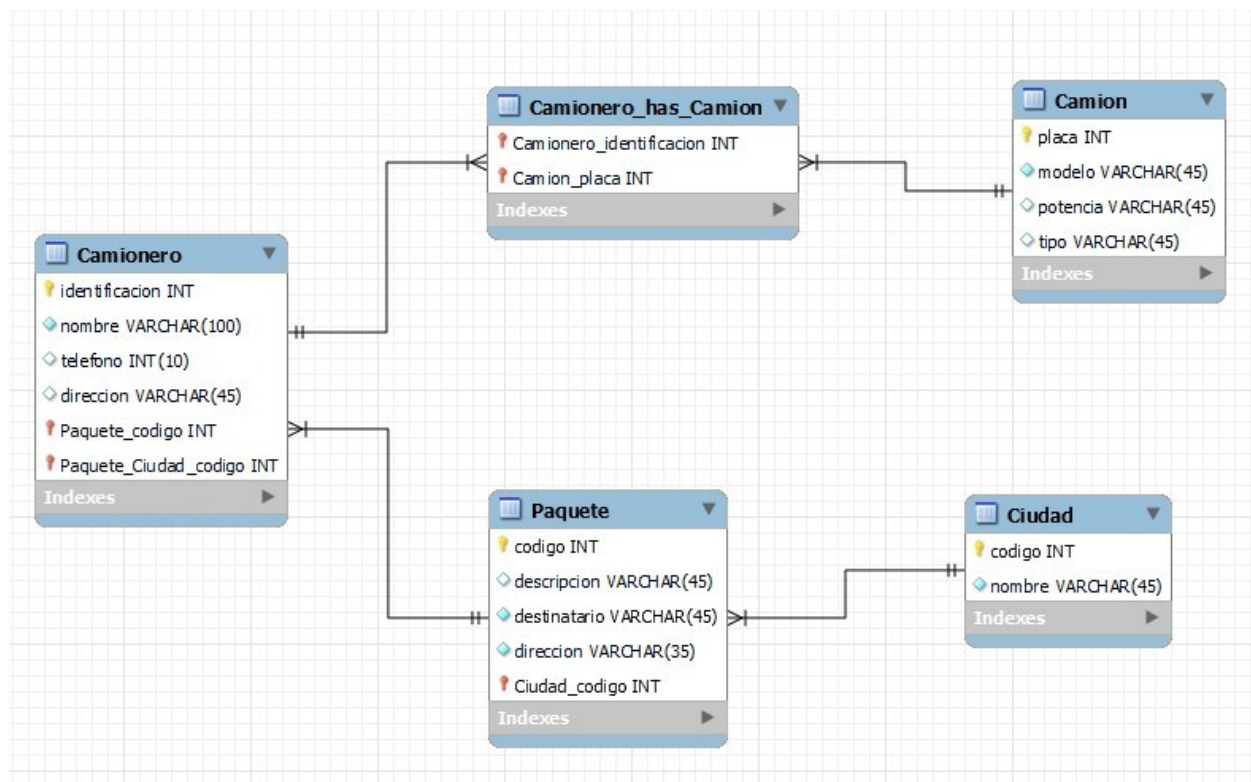 Camionero_has_Camion
Camionero_identificacion INT
Camion_placa INT
Indexes
Camion
placa INT
modelo VARCHAR(45)
potencia VARCHAR(45)
tipo VARCHAR(45)
Indexes
Camionero
identificacion INT
nombre VARCHAR(100)
telefono INT(10)
direccion VARCHAR(45)
Paquete_codigo INT
Paquete_Ciudad_codigo INT
Indexes
Paquete
codigo INT
descripcion VARCHAR(45)
destinatario VARCHAR(45)
direccion VARCHAR(35)
Ciudad_codigo INT
Indexes
Ciudad
codigo INT
nombre VARCHAR(45)
Indexes